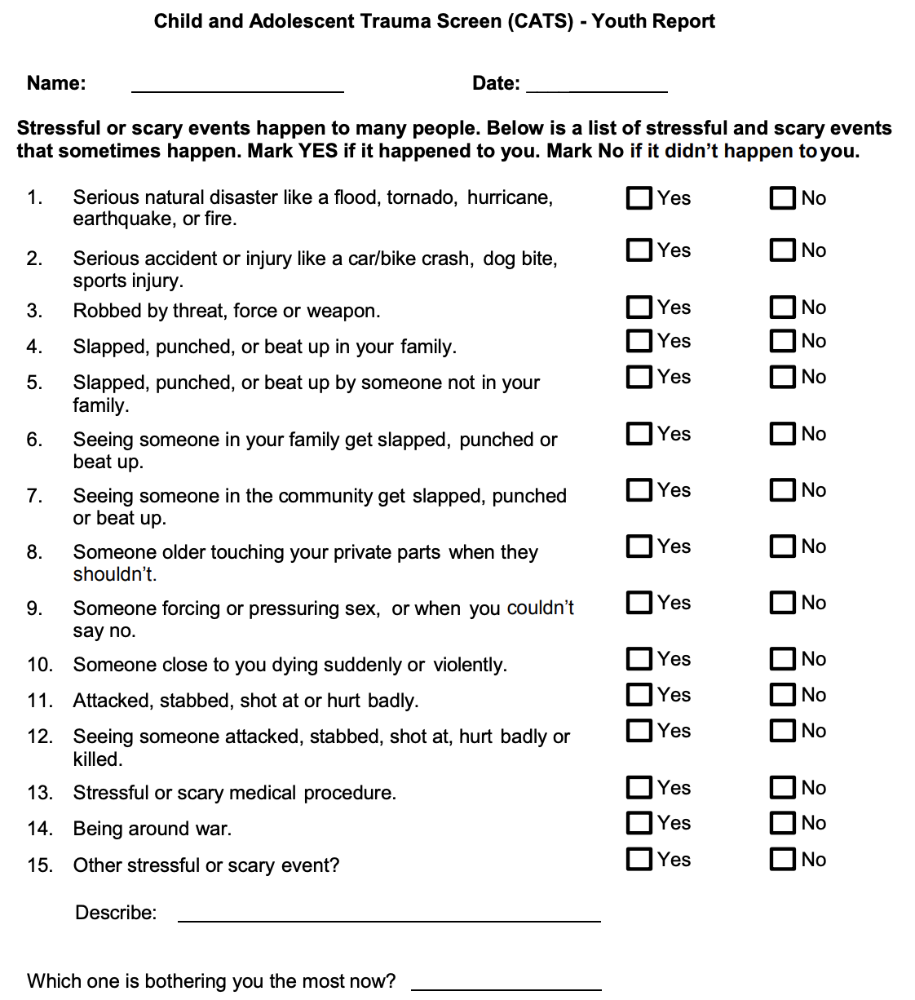 Child and Adolescent Trauma Screen (CATS) - Youth Report
Name: Date:
Stressful or scary events happen to many people. Below is a list of stressful and scary events
that sometimes happen. Mark YES if it happened to you. Mark No if it didn’t happen to you.
1. Serious natural disaster like a flood, tornado, hurricane, Yes No
earthquake, or fire.
2. Serious accident or injury like a car/bike crash, dog bite, Yes No
sports injury.
3. Robbed by threat, force or weapon. Yes No
4. Slapped, punched, or beat up in your family. Yes No
5. Slapped, punched, or beat up by someone not in your Yes No
family.
6. Seeing someone in your family get slapped, punched or Yes No
beat up.
7. Seeing someone in the community get slapped, punched Yes No
or beat up.
8. Someone older touching your private parts when they Yes No
shouldn’t.
9. Someone forcing or pressuring sex, or when you couldn’t Yes No
say no.
10. Someone close to you dying suddenly or violently. Yes No
11. Attacked, stabbed, shot at or hurt badly. Yes No
12. Seeing someone attacked, stabbed, shot at, hurt badly or Yes No
killed.
13. Stressful or scary medical procedure. Yes No
14. Being around war. Yes No
15. Other stressful or scary event? Yes No
Describe:
Which one is bothering you the most now?